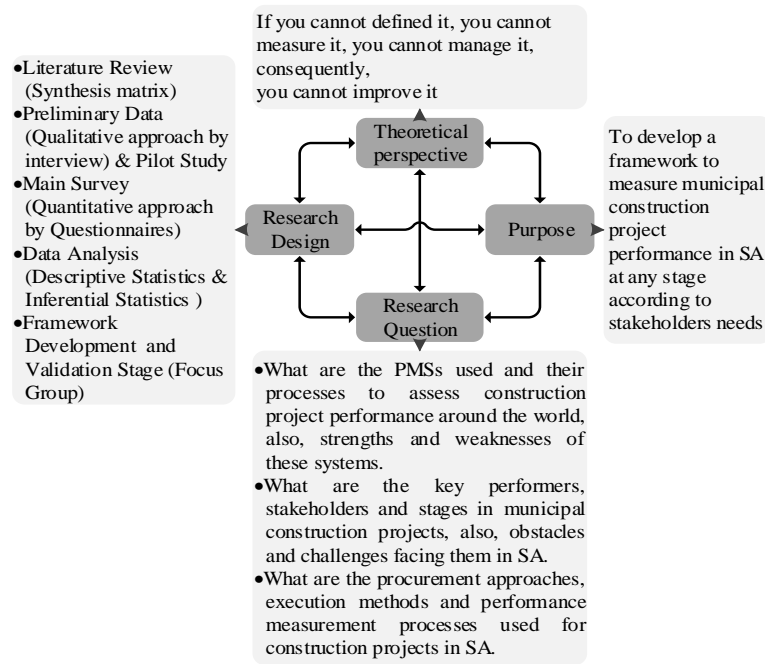 If you cannot defined it, you cannot
measure it, you cannot manage it,
consequently,
you cannot improve it
•Literature Review
(Synthesis matrix)
•Preliminary Data
(Qualitative approach by
interview) & Pilot Study
•Main Survey
(Quantitative approach
by Questionnaires)
•Data Analysis
(Descriptive Statistics &
Inferential Statistics )
•Framework
Development and
Validation Stage (Focus
Group)
Theoretical
perspective
Research
Design
Purpose
Research
Question
To develop a
framework to
measure municipal
construction
project
performance in SA
at any stage
according to
stakeholders needs
•What are the PMSs used and their
processes to assess construction
project performance around the world,
also, strengths and weaknesses of
these systems.
•What are the key performers,
stakeholders and stages in municipal
construction projects, also, obstacles
and challenges facing them in SA.
•What are the procurement approaches,
execution methods and performance
measurement processes used for
construction projects in SA.